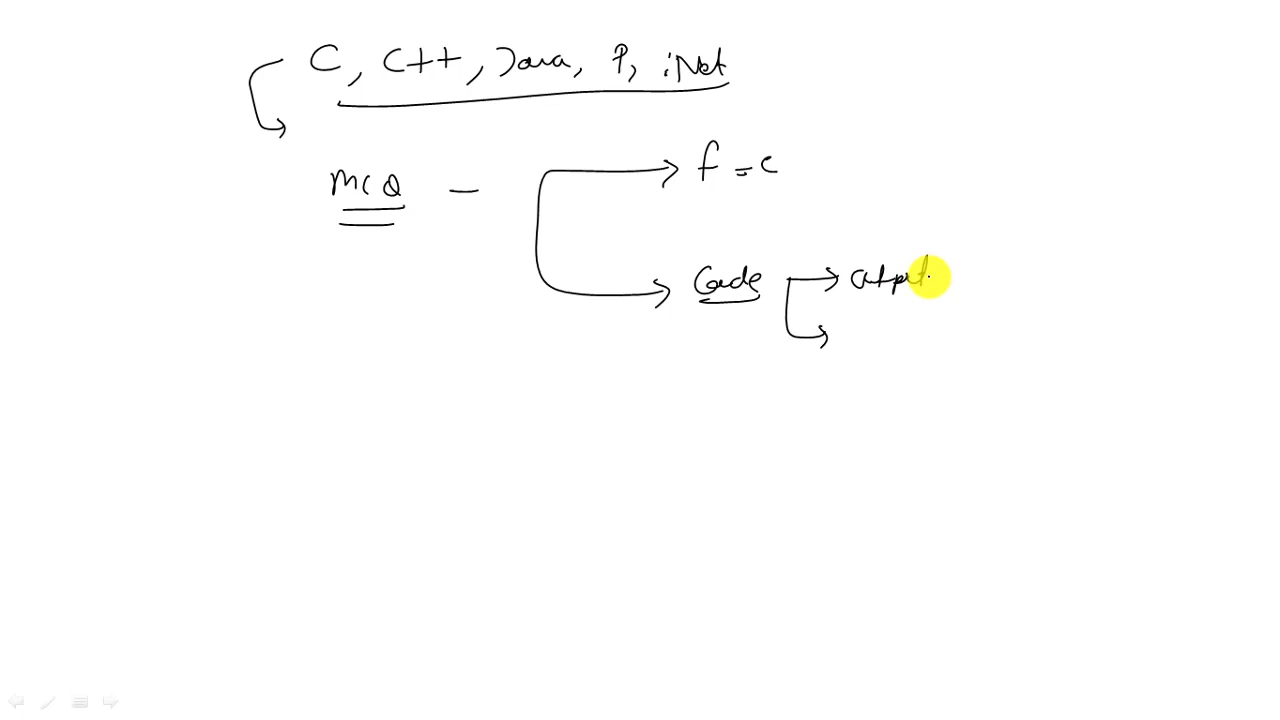 C, C++, Java, P, .Net
MCQ -
f = c
Code
output